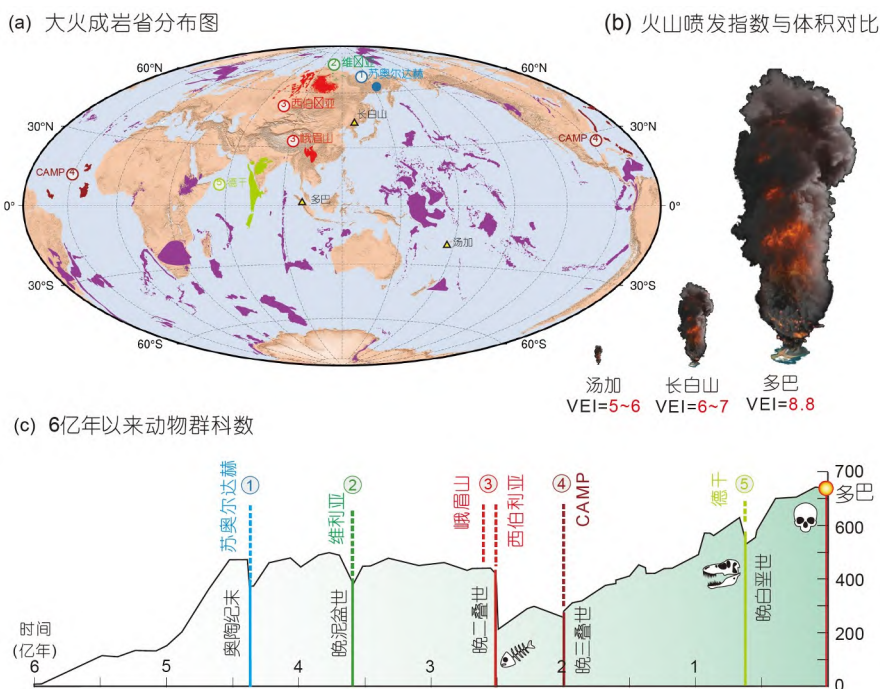 (a) 大火成岩省分布图
(b) 火山喷发指数与体积对比
60°N
60°N
② 维 亚
① 苏奥尔达赫
③ 西伯 亚
长白山
30°N
30°N
③ 峨眉山
CAMP ④
CAMP ④
⑤ 德干
多巴
0°
0°
汤加
30°S
30°S
60°S
60°S
汤加
VEI=5~6
长白山
VEI=6~7
多巴
VEI=8.8
(c) 6亿年以来动物群科数
苏奥尔达赫 ①
维利亚 ②
峨眉山 ③
西伯利亚
④ CAMP
德干 ⑤
700
多巴
600
400
200
0
奥陶纪末
晚泥盆世
晚二叠世
晚三叠世
晚白垩世
时间
(亿年)
6 5 4 3 2 1